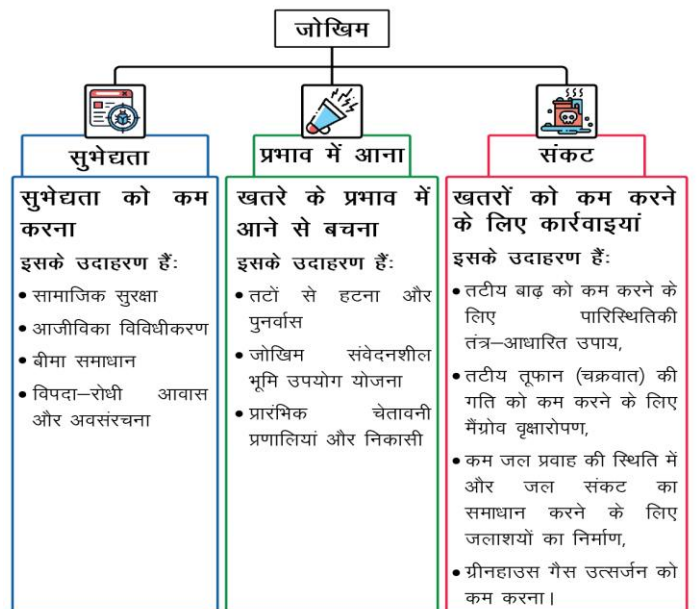 जोखिम
सुभेद्यता
सुभेद्यता को कम
करना
इसके उदाहरण हैंः
• सामाजिक सुरक्षा
• आजीविका विविधीकरण
• बीमा समाधान
• विपदा–रोधी आवास
और अवसंरचना
प्रभाव में आना
खतरे के प्रभाव में
आने से बचना
इसके उदाहरण हैंः
• तटों से हटना और
पुनर्वास
• जोखिम संवेदनशील
भूमि उपयोग योजना
• प्रारंभिक चेतावनी
प्रणालियां और निकासी
संकट
खतरों को कम करने
के लिए कार्रवाइयां
इसके उदाहरण हैंः
• तटीय बाढ़ को कम करने के
लिए पारिस्थितिकी
तंत्र–आधारित उपाय,
• तटीय तूफान (चक्रवात) की
गति को कम करने के लिए
मैंग्रोव वृक्षारोपण,
• कम जल प्रवाह की स्थिति में
और जल संकट का
समाधान करने के लिए
जलाशयों का निर्माण,
• ग्रीनहाउस गैस उत्सर्जन को
कम करना।